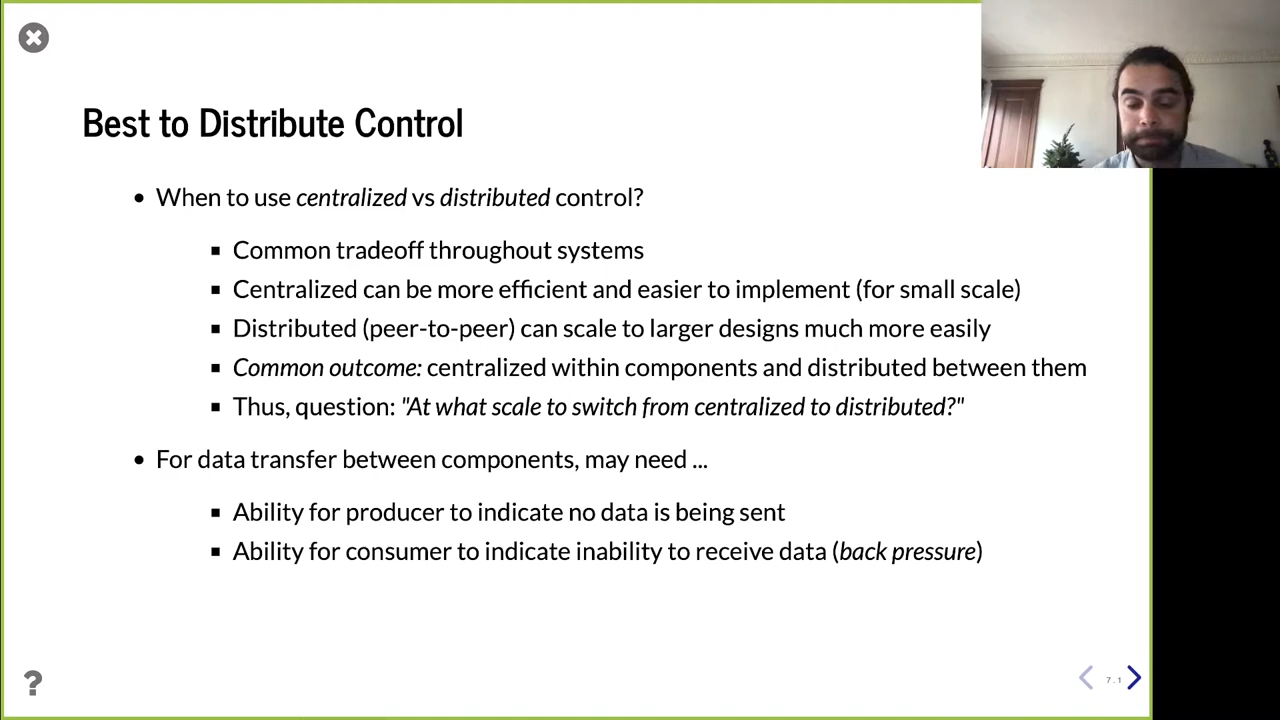 Best to Distribute Control
When to use centralized vs distributed control?
Common tradeoff throughout systems
Centralized can be more efficient and easier to implement (for small scale)
Distributed (peer-to-peer) can scale to larger designs much more easily
Common outcome: centralized within components and distributed between them
Thus, question: "At what scale to switch from centralized to distributed?"
For data transfer between components, may need ...
Ability for producer to indicate no data is being sent
Ability for consumer to indicate inability to receive data (back pressure)
?
7.1